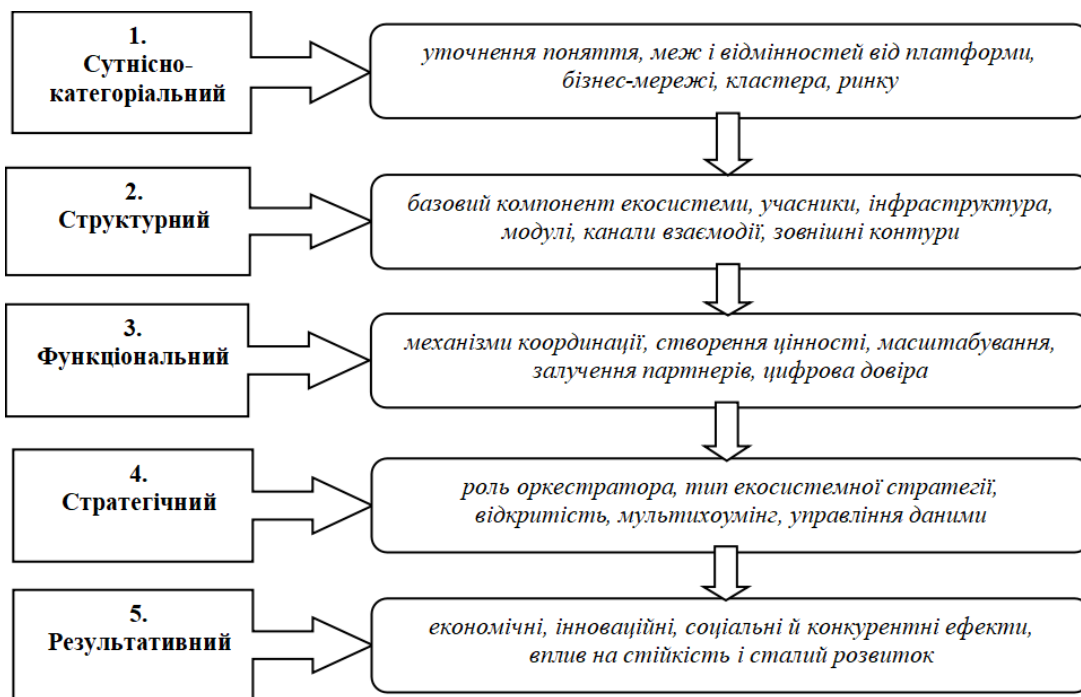 1.
Сутнісно-
категоріальний
уточнення поняття, меж і відмінностей від платформи,
бізнес-мережі, кластера, ринку
2.
Структурний
базовий компонент екосистеми, учасники, інфраструктура,
модулі, канали взаємодії, зовнішні контури
3.
Функціональний
механізми координації, створення цінності, масштабування,
залучення партнерів, цифрова довіра
4.
Стратегічний
роль оркестратора, тип екосистемної стратегії,
відкритість, мультихоумінг, управління даними
5.
Результативний
економічні, інноваційні, соціальні й конкурентні ефекти,
вплив на стійкість і сталий розвиток